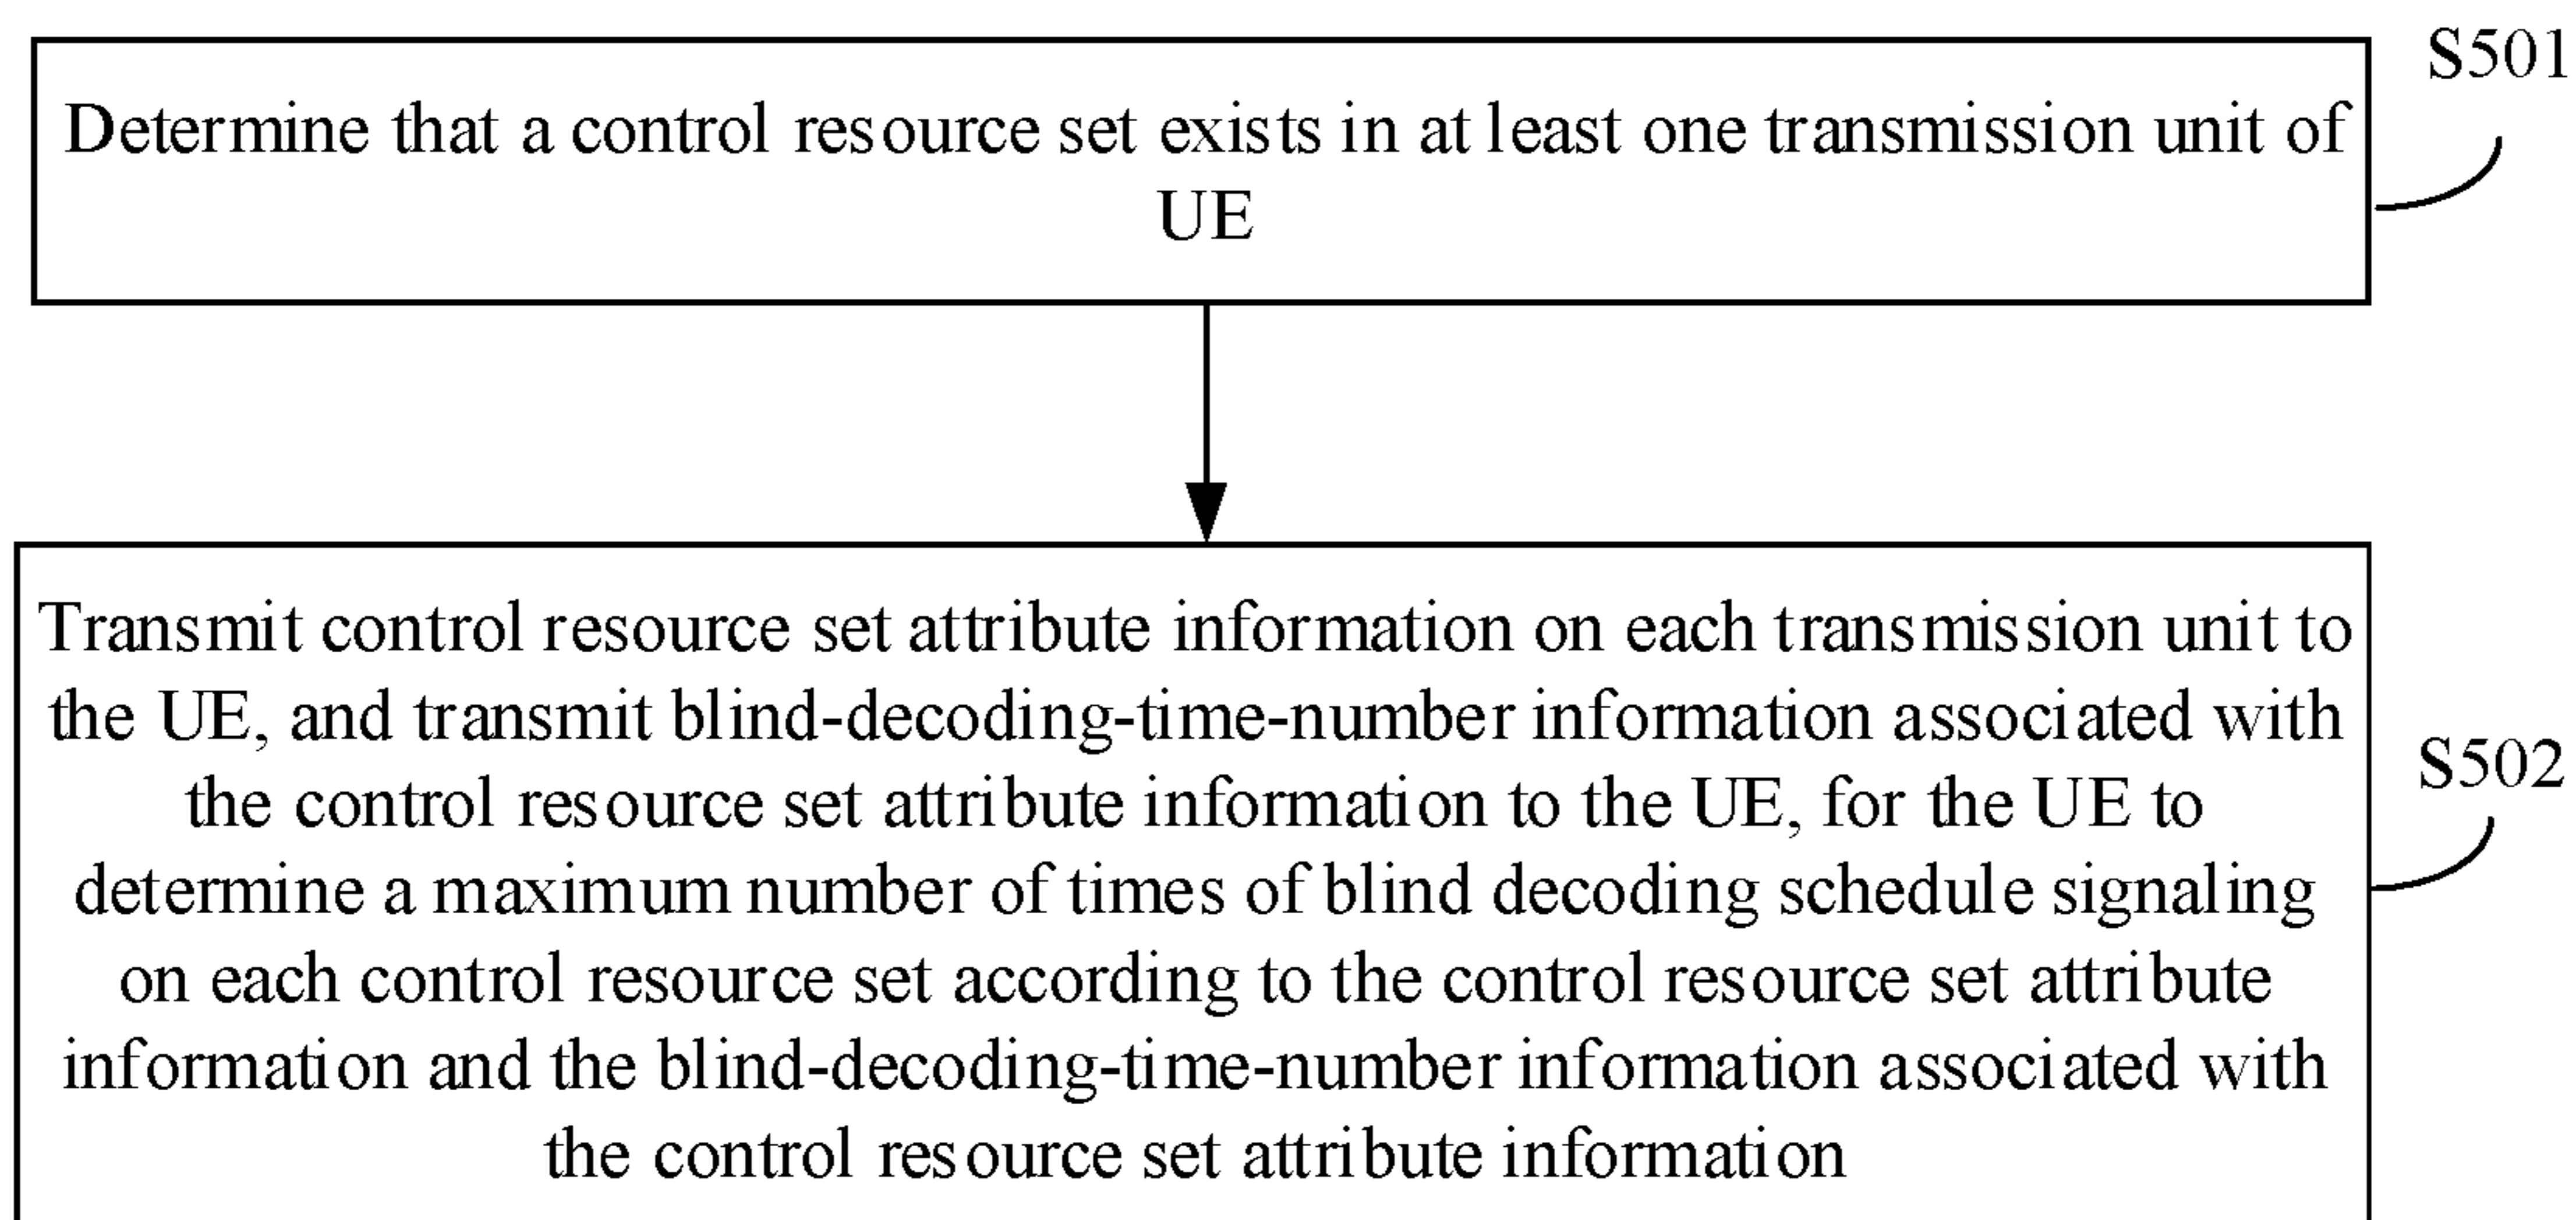 S501
Determine that a control resource set exists in at least one transmission unit of
UE
Transmit control resource set attribute information on each transmission unit to
the UE, and transmit blind-decoding-time-number information associated with
the control resource set attribute information to the UE, for the UE to
determine a maximum number of times of blind decoding schedule signaling
on each control resource set according to the control resource set attribute
information and the blind-decoding-time-number information associated with
the control resource set attribute information
S502